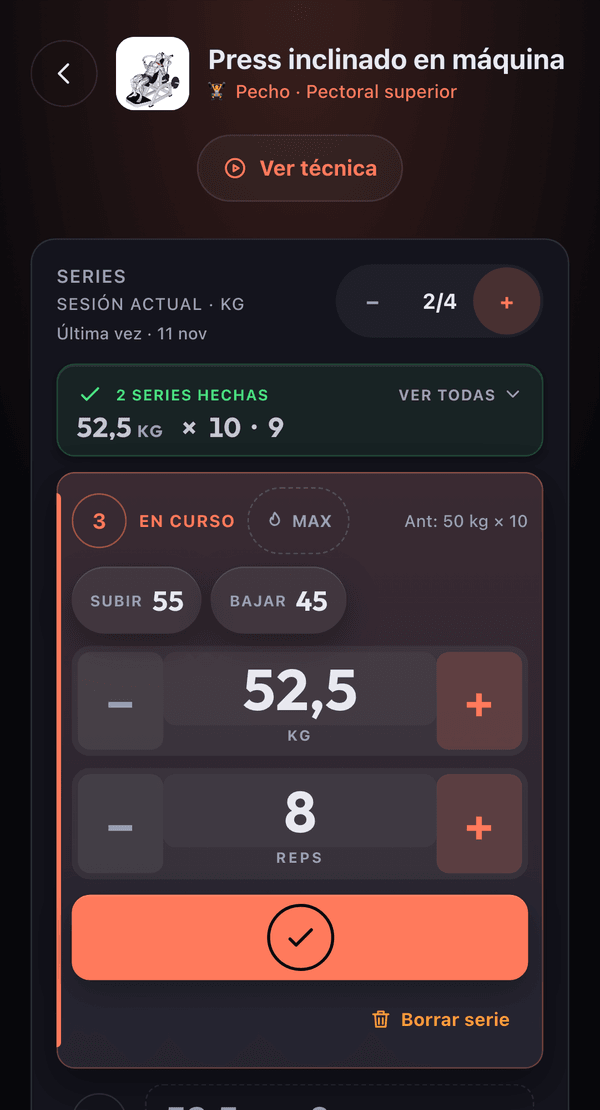 Press inclinado en máquina
Pecho · Pectoral superior
Ver técnica
SERIES
SESIÓN ACTUAL · KG
Última vez · 11 nov
− 2/4 +
2 SERIES HECHAS
VER TODAS
52,5 KG × 10 · 9
3 EN CURSO
MAX
Ant: 50 kg × 10
SUBIR 55
BAJAR 45
− 52,5 +
KG
− 8 +
REPS
Borrar serie